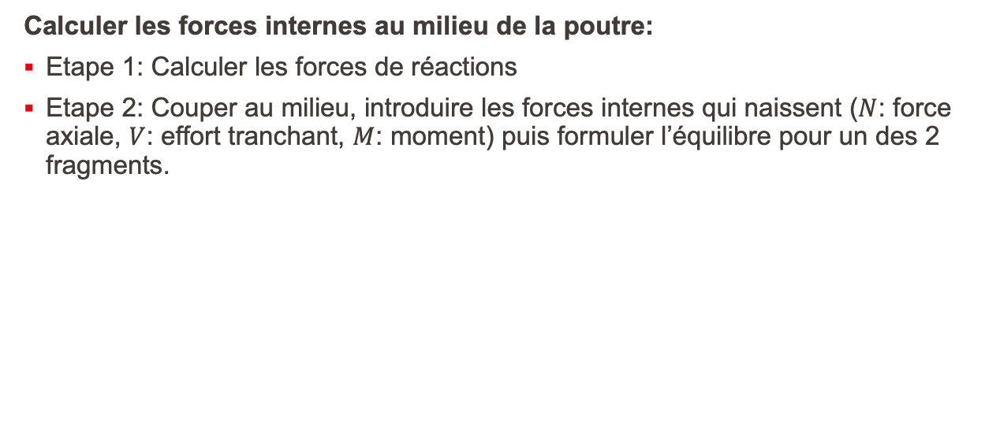 Calculer les forces internes au milieu de la poutre:
▪ Etape 1: Calculer les forces de réactions
▪ Etape 2: Couper au milieu, introduire les forces internes qui naissent (𝑁: force
axiale, 𝑉: effort tranchant, 𝑀: moment) puis formuler l’équilibre pour un des 2
fragments.